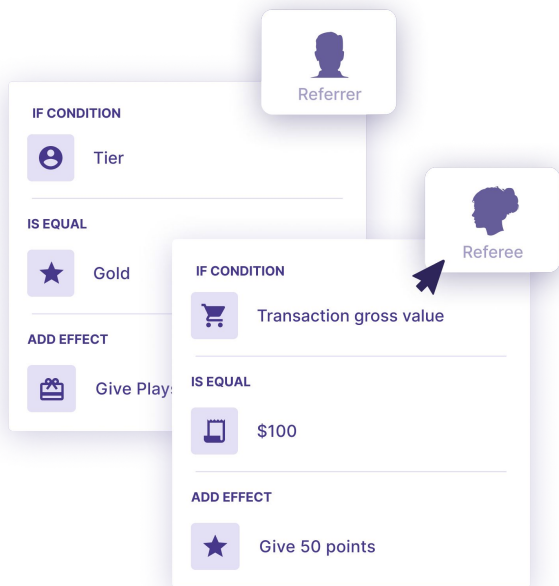 Referrer
IF CONDITION
Tier
IS EQUAL
Gold
ADD EFFECT
Give
Referee
IF CONDITION
Transaction gross value
IS EQUAL
$100
ADD EFFECT
Give 50 points